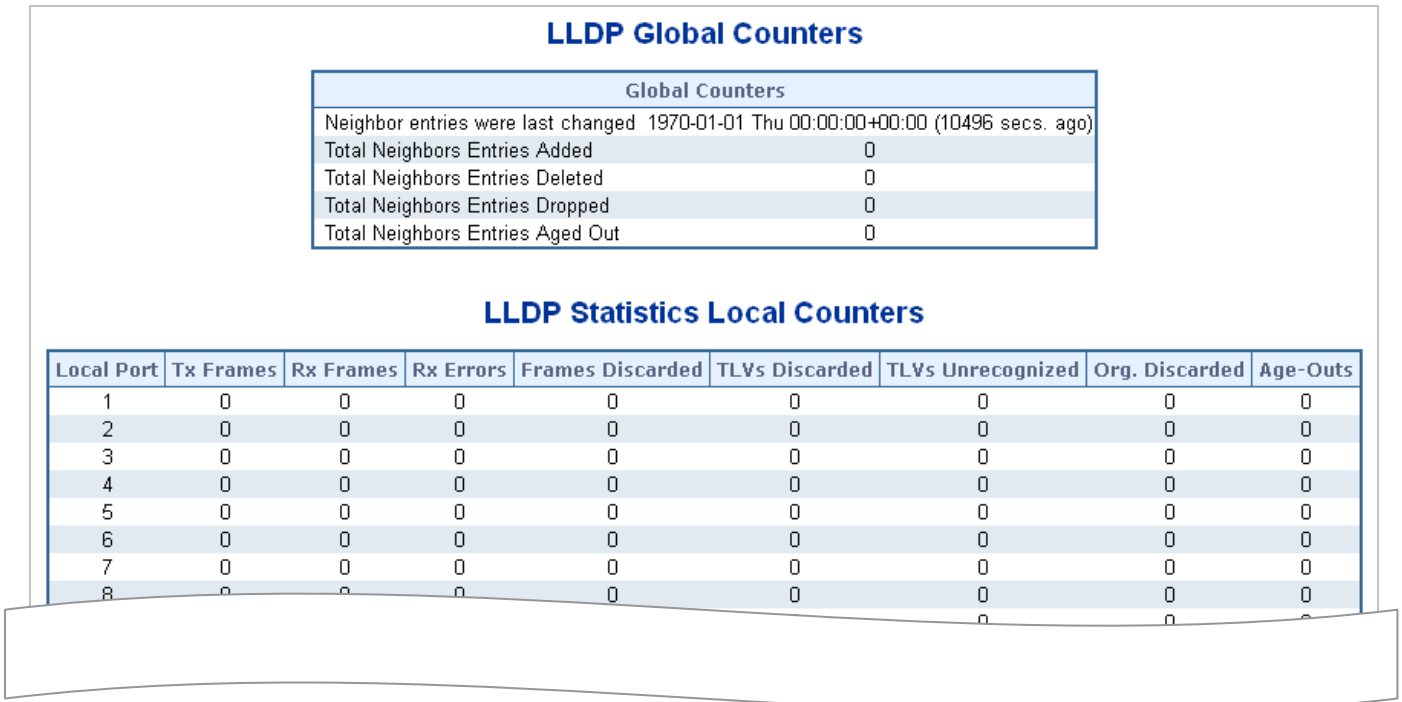 LLDP Global Counters
Global Counters
Neighbor entries were last changed 1970-01-01 Thu 00:00:00+00:00 (10496 secs. ago)
Total Neighbors Entries Added 0
Total Neighbors Entries Deleted 0
Total Neighbors Entries Dropped 0
Total Neighbors Entries Aged Out 0
LLDP Statistics Local Counters
Local Port Tx Frames Rx Frames Rx Errors Frames Discarded TLVs Discarded TLVs Unrecognized Org. Discarded Age-Outs
1 0 0 0 0 0 0 0 0
2 0 0 0 0 0 0 0 0
3 0 0 0 0 0 0 0 0
4 0 0 0 0 0 0 0 0
5 0 0 0 0 0 0 0 0
6 0 0 0 0 0 0 0 0
7 0 0 0 0 0 0 0 0
8 0 0 0 0 0 0 0 0